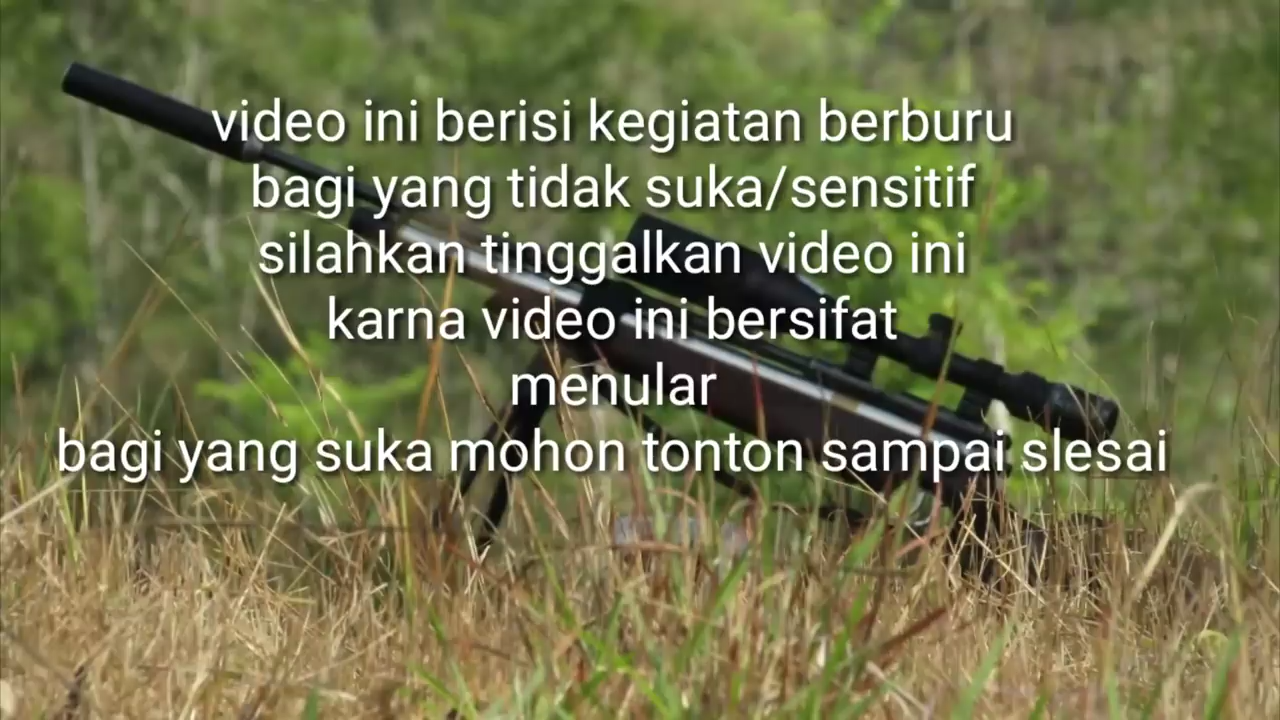 video ini berisi kegiatan berburu
bagi yang tidak suka/sensitif
silahkan tinggalkan video ini
karna video ini bersifat
menular
bagi yang suka mohon tonton sampai slesai